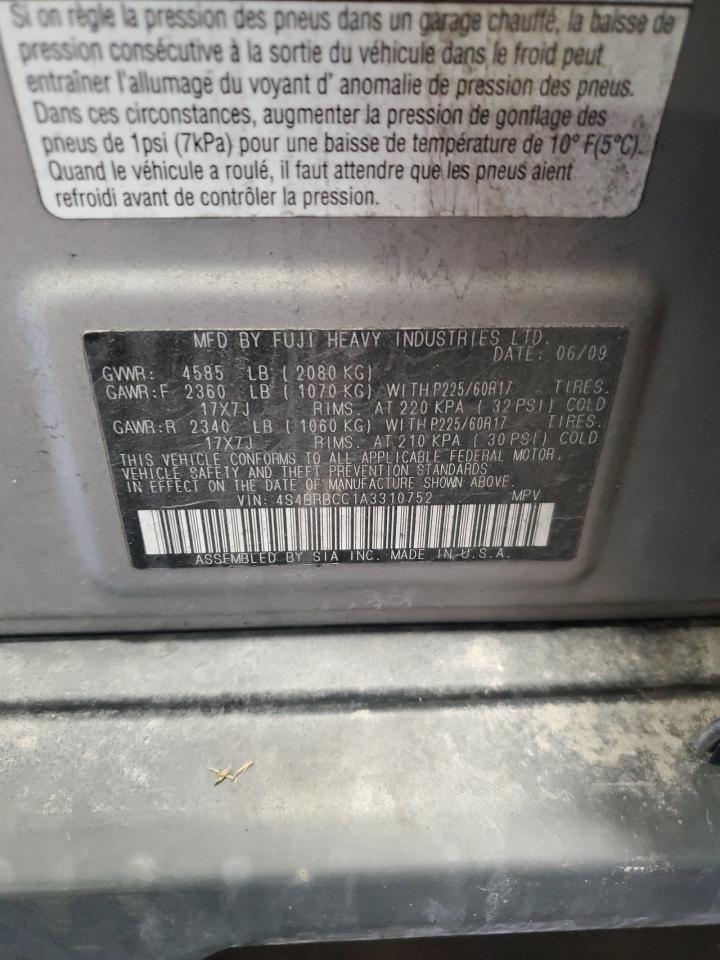 Si on règle la pression des pneus dans un garage chauffé, la baisse de
pression consécutive à la sortie du véhicule dans le froid peut
entraîner l'allumage du voyant d' anomalie de pression des pneus.
Dans ces circonstances, augmenter la pression de gonflage des
pneus de 1psi (7kPa) pour une baisse de température de 10° F(5°C).
Quand le véhicule a roulé, il faut attendre que les pneus aient
refroidi avant de contrôler la pression.
MFD BY FUJI HEAVY INDUSTRIES LTD.
DATE: 06/09
GVWR: 4585 LB ( 2080 KG)
GAWR:F 2360 LB ( 1070 KG) WITH P225/60R17 TIRES.
17X7J RIMS. AT 220 KPA ( 32 PSI) COLD
GAWR:R 2340 LB ( 1060 KG) WITH P225/60R17 TIRES.
17X7J RIMS. AT 210 KPA ( 30 PSI) COLD
THIS VEHICLE CONFORMS TO ALL APPLICABLE FEDERAL MOTOR.
VEHICLE SAFETY AND THEFT PREVENTION STANDARDS
IN EFFECT ON THE DATE OF MANUFACTURE SHOWN ABOVE.
VIN: 4S4BRBCC1A3310752 MPV
ASSEMBLED BY SIA INC. MADE IN U.S.A.